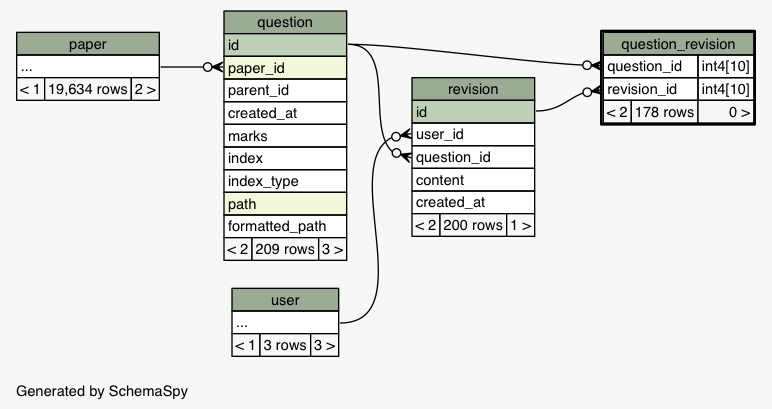 paper
...
< 1 19,634 rows 2 >
question
id
paper_id
parent_id
created_at
marks
index
index_type
path
formatted_path
< 2 209 rows 3 >
user
...
< 1 3 rows 3 >
revision
id
user_id
question_id
content
created_at
< 2 200 rows 1 >
question_revision
question_id int4[10]
revision_id int4[10]
< 2 178 rows 0 >
Generated by SchemaSpy